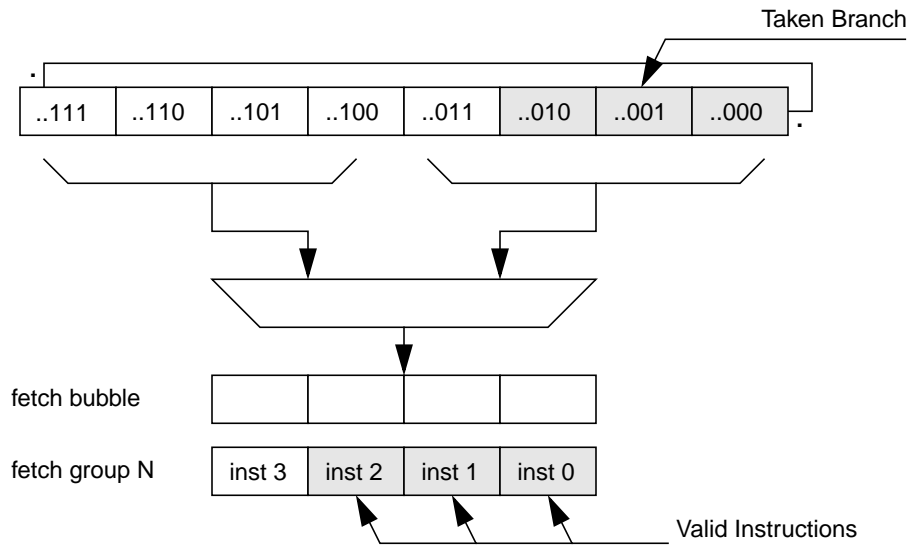 Taken Branch
..111 ..110 ..101 ..100 ..011 ..010 ..001 ..000
fetch bubble
fetch group N inst 3 inst 2 inst 1 inst 0
Valid Instructions